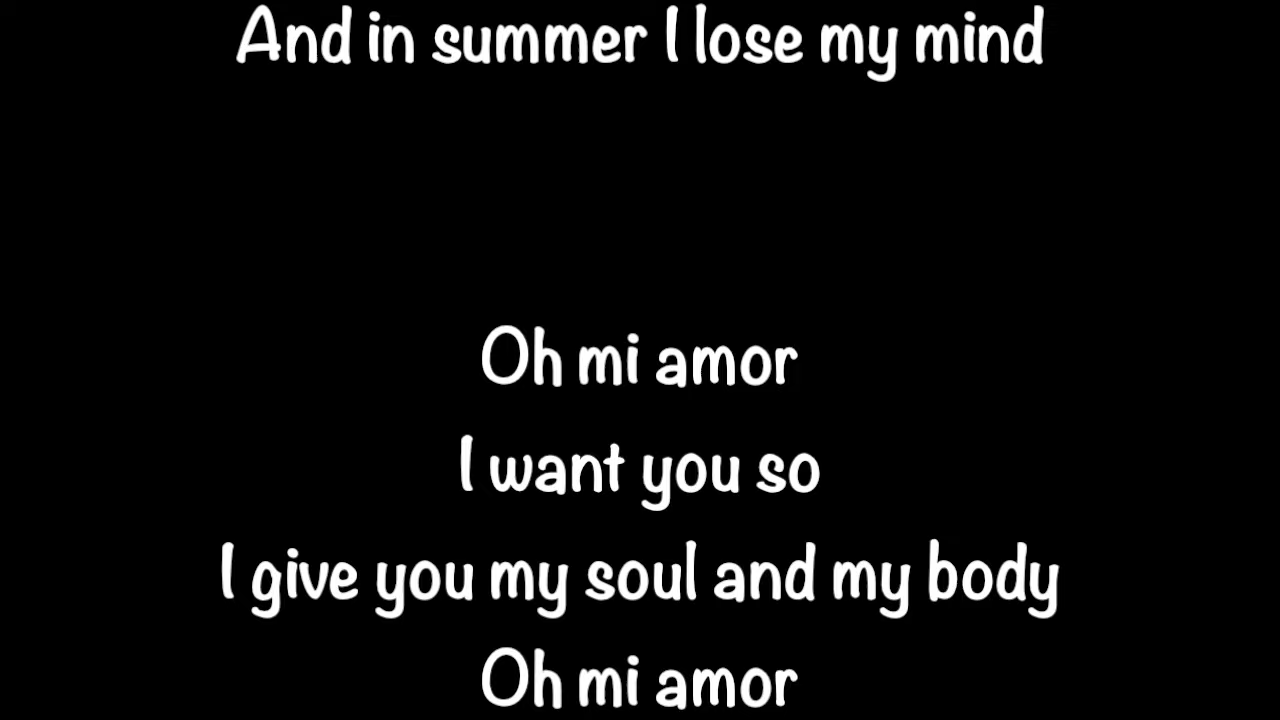 And in summer I lose my mind
Oh mi amor
I want you so
I give you my soul and my body
Oh mi amor